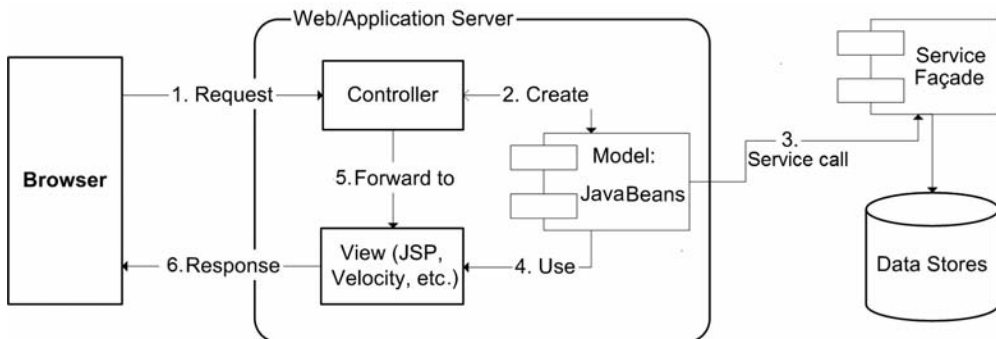 Web/Application Server
Service
Façade
1. Request
Controller
2. Create
3.
Service call
Model:
JavaBeans
Browser
5.Forward to
View (JSP,
Velocity, etc.)
6.Response
4. Use
Data Stores